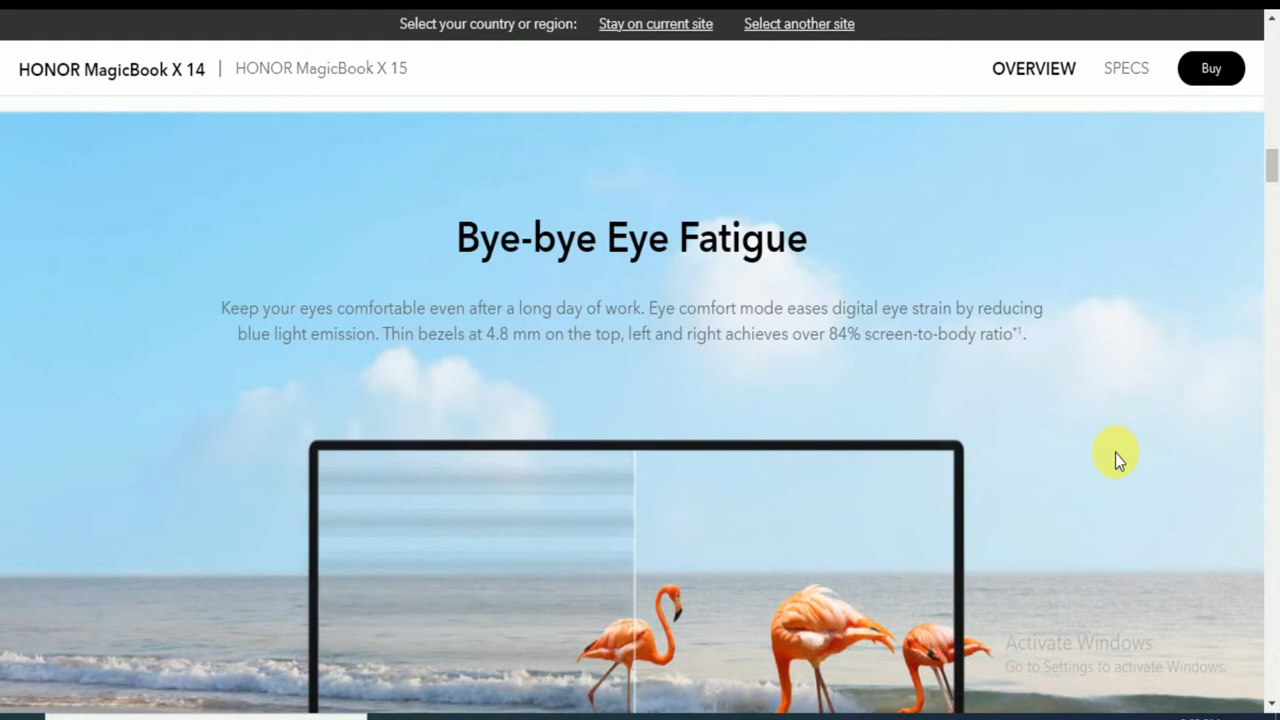 Select your country or region: Stay on current site Select another site
HONOR MagicBook X 14 | HONOR MagicBook X 15 OVERVIEW SPECS Buy
Bye-bye Eye Fatigue
Keep your eyes comfortable even after a long day of work. Eye comfort mode eases digital eye strain by reducing
blue light emission. Thin bezels at 4.8 mm on the top, left and right achieves over 84% screen-to-body ratio*1.
Activate Windows
Go to Settings to activate Windows.